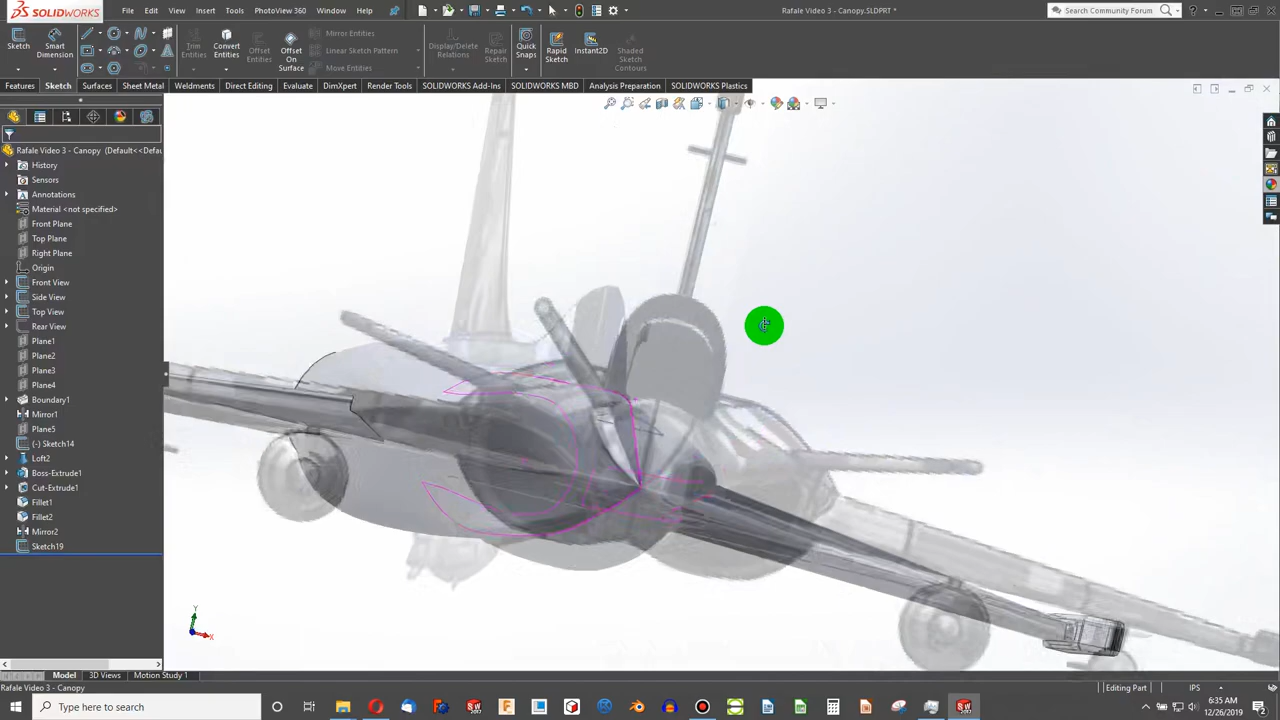 SOLIDWORKS File Edit View Insert Tools PhotoView 360 Window Help Rafale Video 3 - Canopy.SLDPRT * Search Community Forum
Sketch Smart Dimension Trim Entities Convert Entities Offset Entities Offset On Surface Mirror Entities Linear Sketch Pattern Move Entities Display/Delete Relations Repair Sketch Quick Snaps Rapid Sketch Instant2D Shaded Sketch Contours
Features Sketch Surfaces Sheet Metal Weldments Direct Editing Evaluate DimXpert Render Tools SOLIDWORKS Add-Ins SOLIDWORKS MBD Analysis Preparation SOLIDWORKS Plastics
Rafale Video 3 - Canopy (Default<<Defau
History
Sensors
Annotations
Material <not specified>
Front Plane
Top Plane
Right Plane
Origin
Front View
Side View
Top View
Rear View
Plane1
Plane2
Plane3
Plane4
Boundary1
Mirror1
Plane5
(-) Sketch14
Loft2
Boss-Extrude1
Cut-Extrude1
Fillet1
Fillet2
Mirror2
Sketch19
Y
X
Model 3D Views Motion Study 1
Rafale Video 3 - Canopy Editing Part IPS
Type here to search 6:35 AM
12/26/2019